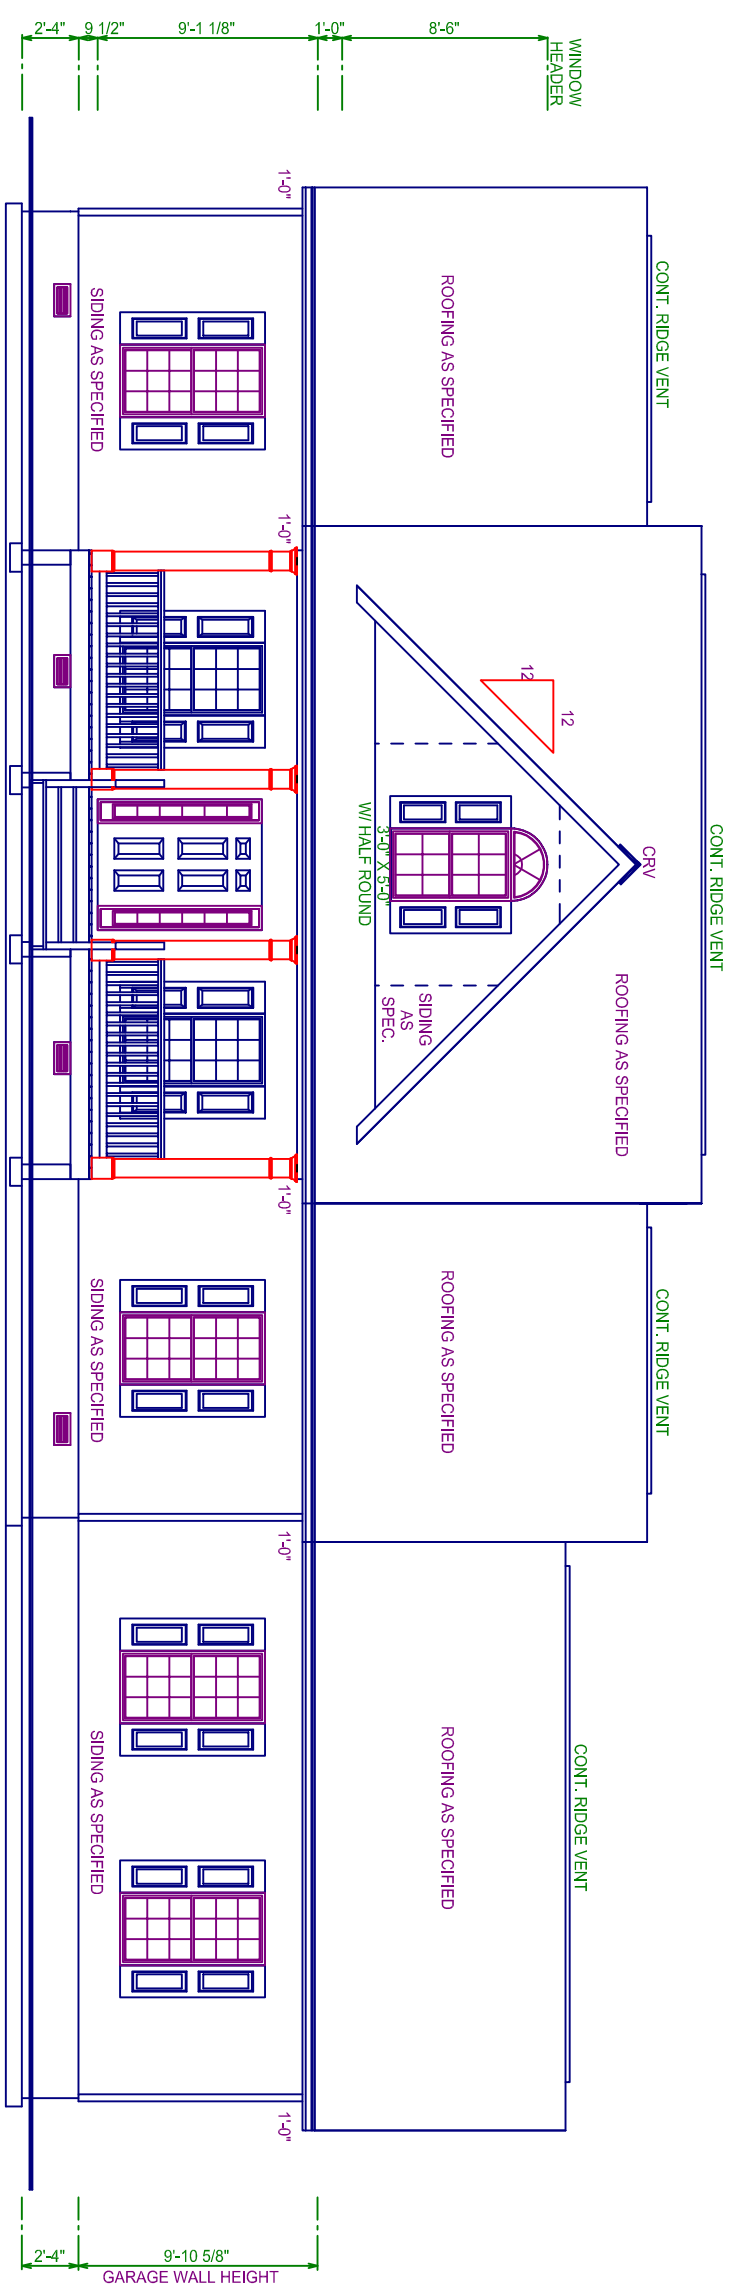 2'-4"
9 1/2"
9'-1 1/8"
1'-0"
8'-6"
WINDOW
HEADER
CONT. RIDGE VENT
ROOFING AS SPECIFIED
1'-0"
SIDING AS SPECIFIED
1'-0"
CONT. RIDGE VENT
12
12
CRV
3'-0" X 5'-0"
W/ HALF ROUND
SIDING
AS
SPEC.
ROOFING AS SPECIFIED
1'-0"
CONT. RIDGE VENT
ROOFING AS SPECIFIED
SIDING AS SPECIFIED
1'-0"
CONT. RIDGE VENT
ROOFING AS SPECIFIED
SIDING AS SPECIFIED
1'-0"
2'-4"
9'-10 5/8"
GARAGE WALL HEIGHT